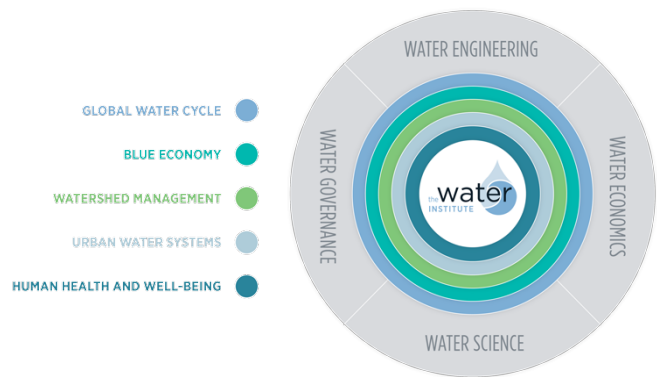 GLOBAL WATER CYCLE
BLUE ECONOMY
WATERSHED MANAGEMENT
URBAN WATER SYSTEMS
HUMAN HEALTH AND WELL-BEING
WATER ENGINEERING
WATER GOVERNANCE
WATER ECONOMICS
the water
INSTITUTE
WATER SCIENCE